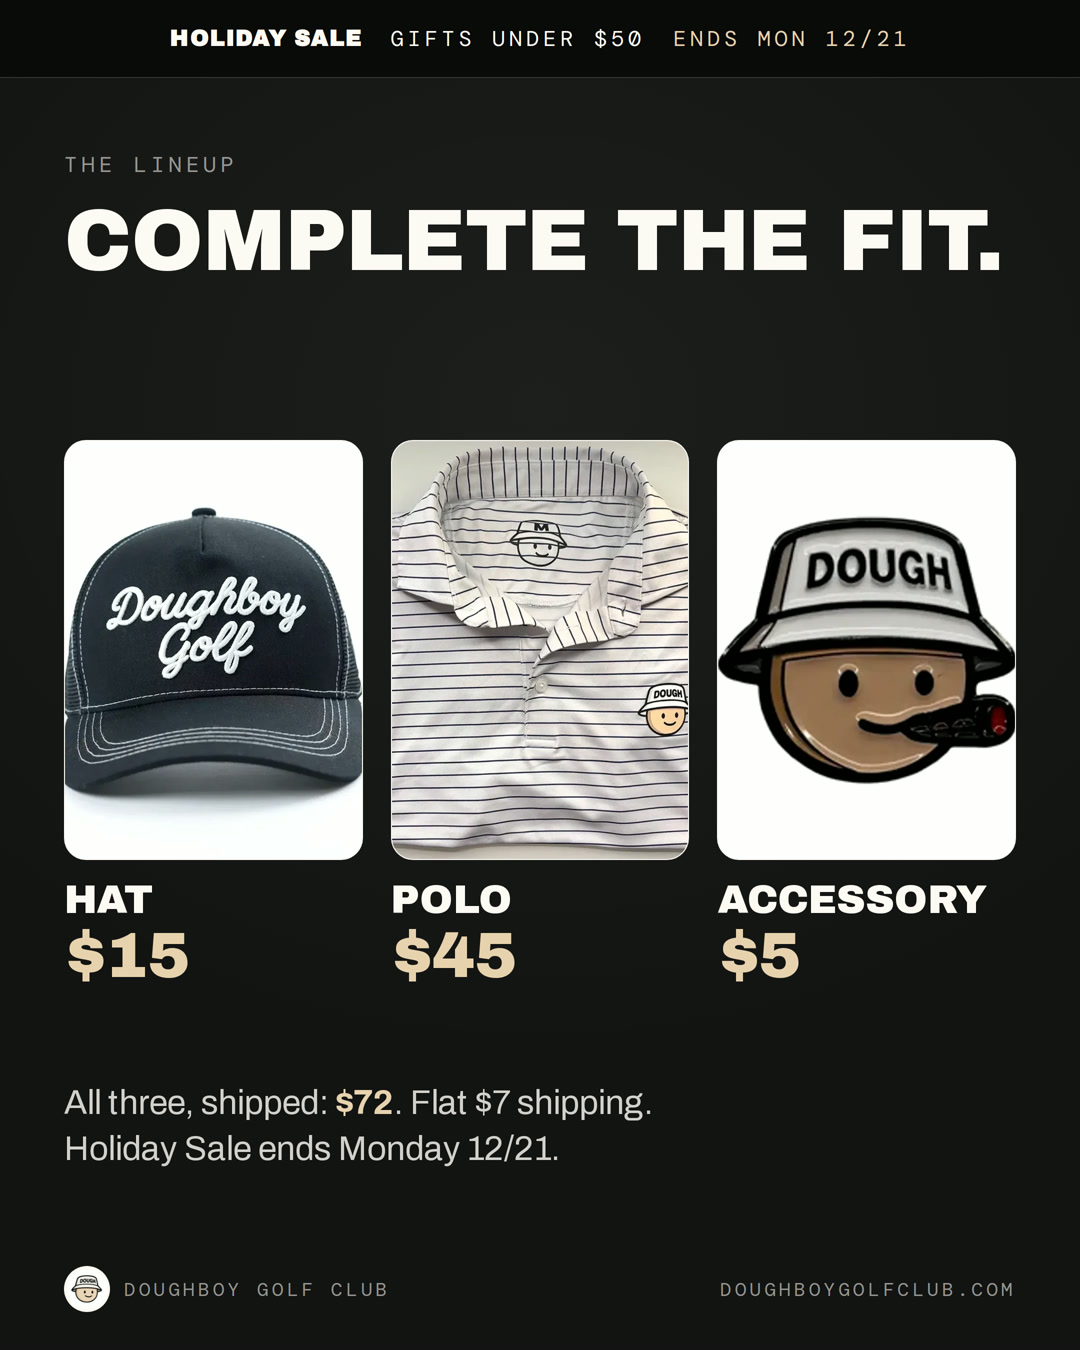 HOLIDAY SALE GIFTS UNDER $50 ENDS MON 12/21
THE LINEUP
COMPLETE THE FIT.
Doughboy
Golf
M
DOUGH
DOUGH
HAT
$15
POLO
$45
ACCESSORY
$5
All three, shipped: $72. Flat $7 shipping.
Holiday Sale ends Monday 12/21.
DOUGH
DOUGHBOY GOLF CLUB
DOUGHBOYGOLFCLUB.COM